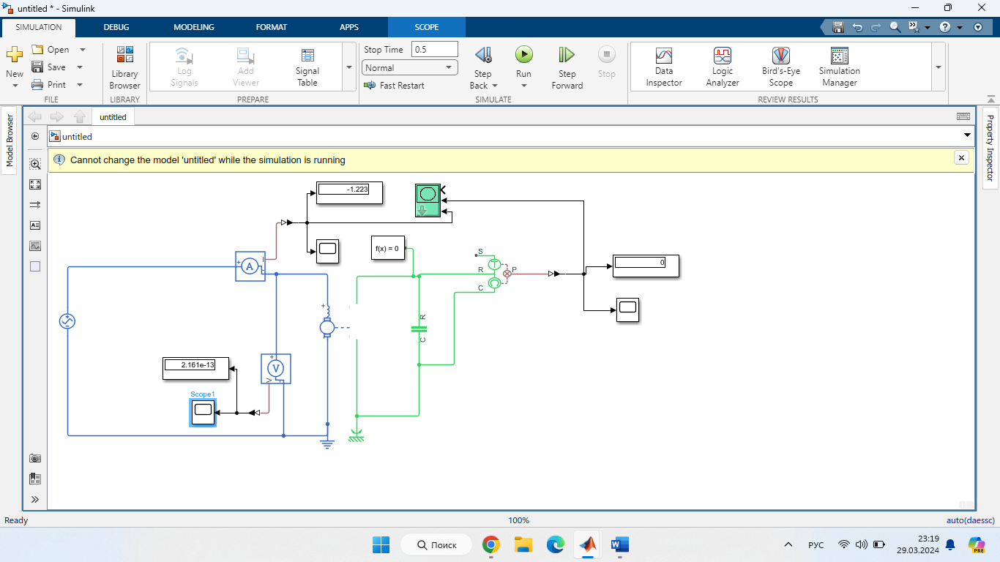 untitled * - Simulink
SIMULATION DEBUG MODELING FORMAT APPS SCOPE
New
Open
Save
Print
FILE
Library
Browser
LIBRARY
Log
Signals
Add
Viewer
Signal
Table
PREPARE
Stop Time 0.5
Normal
Fast Restart
Step
Back
Run
Step
Forward
Stop
SIMULATE
Data
Inspector
Logic
Analyzer
Bird's-Eye
Scope
Simulation
Manager
REVIEW RESULTS
Model Browser
untitled
untitled
Property Inspector
Cannot change the model 'untitled' while the simulation is running
-1.223
f(x) = 0
S
R
P
C
0
A
I
+
-
+
R
C
2.161e-13
+
V
V
-
Scope1
Ready 100% auto(daessc)
Поиск
РУС
23:19
29.03.2024
PRE